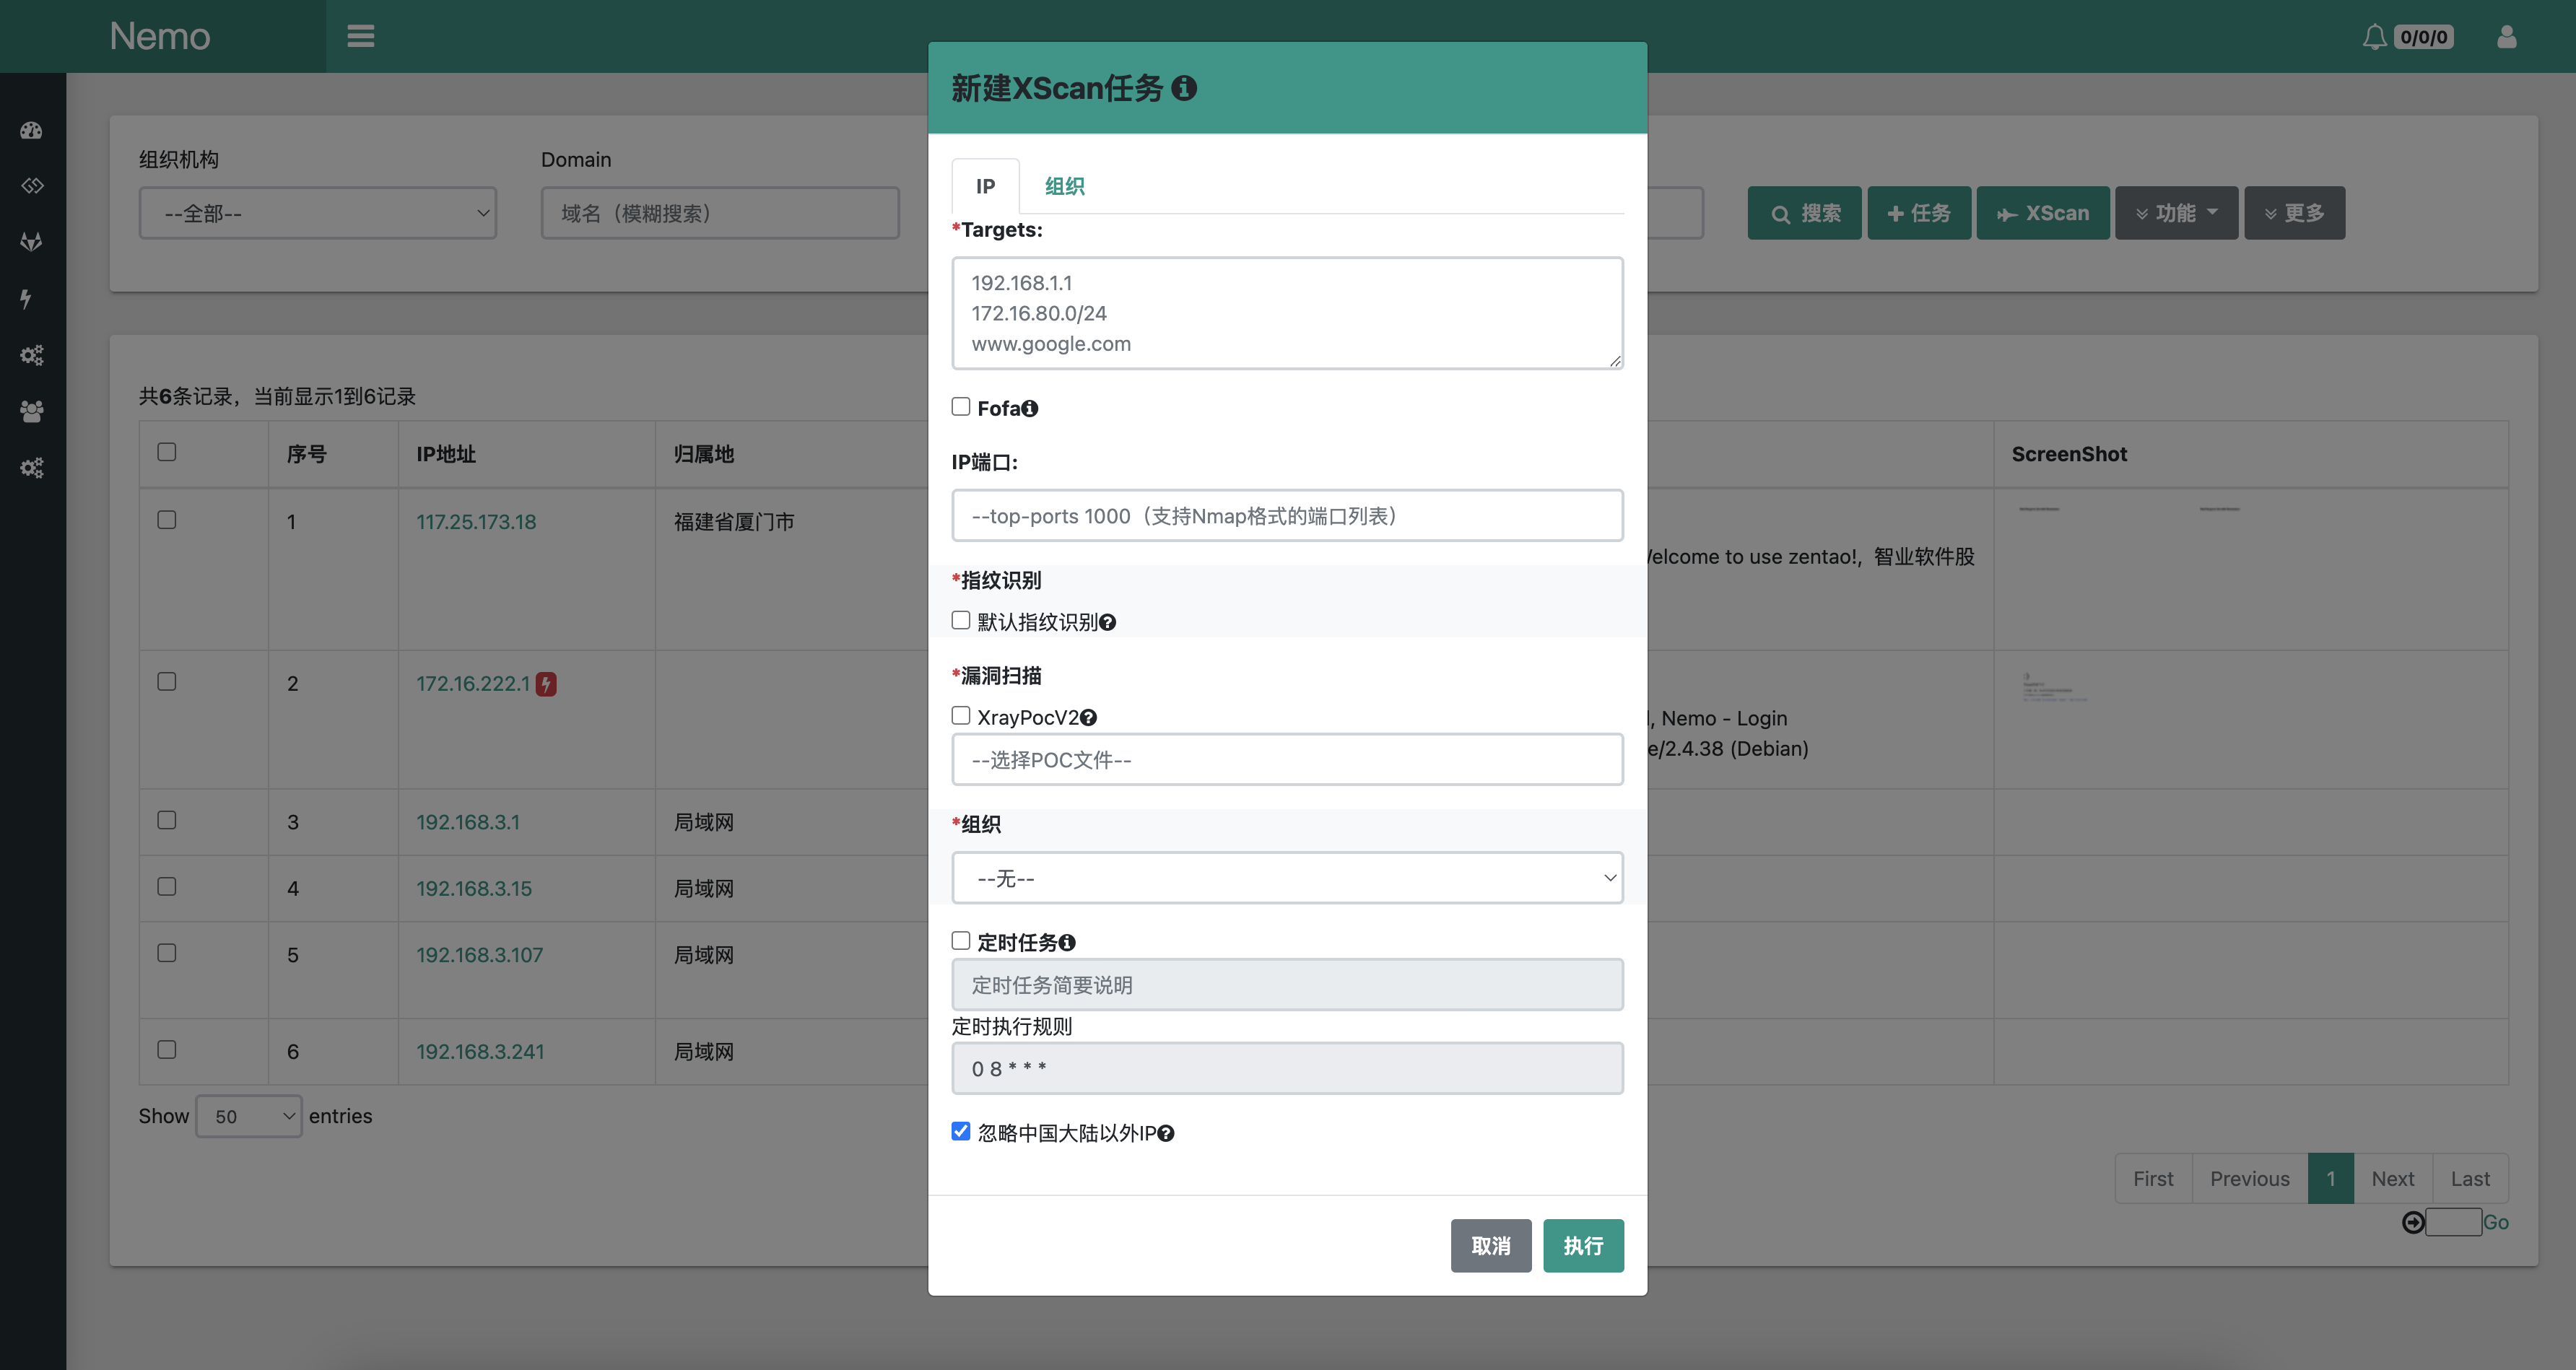 Nemo
0/0/0
组织机构
Domain
--全部--
域名（模糊搜索）
搜索
任务
XScan
功能
更多
共6条记录，当前显示1到6记录
序号
IP地址
归属地
ScreenShot
1
117.25.173.18
福建省厦门市
Welcome to use zentao!, 智业软件股
2
172.16.222.1
, Nemo - Login
e/2.4.38 (Debian)
3
192.168.3.1
局域网
4
192.168.3.15
局域网
5
192.168.3.107
局域网
6
192.168.3.241
局域网
Show 50 entries
First
Previous
1
Next
Last
Go
新建XScan任务
IP
组织
*Targets:
192.168.1.1
172.16.80.0/24
www.google.com
Fofa
IP端口:
--top-ports 1000（支持Nmap格式的端口列表）
*指纹识别
默认指纹识别
*漏洞扫描
XrayPocV2
--选择POC文件--
*组织
--无--
定时任务
定时任务简要说明
定时执行规则
0 8 * * *
忽略中国大陆以外IP
取消
执行